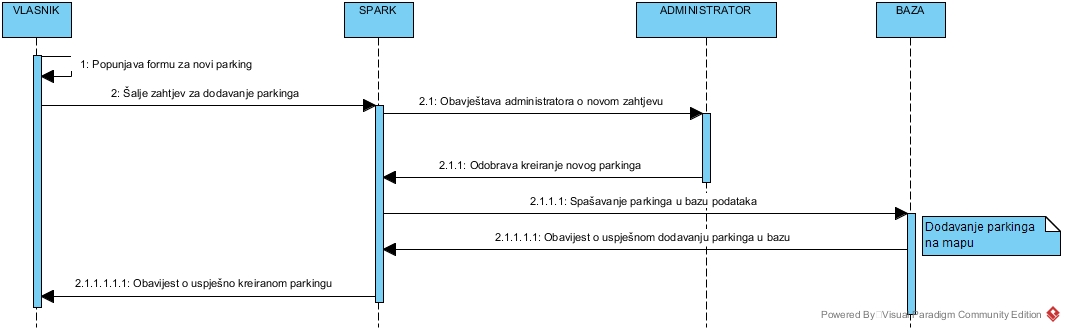 VLASNIK
SPARK
ADMINISTRATOR
BAZA
1: Popunjava formu za novi parking
2: Šalje zahtjev za dodavanje parkinga
2.1: Obavještava administratora o novom zahtjevu
2.1.1: Odobrava kreiranje novog parkinga
2.1.1.1: Spašavanje parkinga u bazu podataka
Dodavanje parkinga
na mapu
2.1.1.1.1: Obavijest o uspješnom dodavanju parkinga u bazu
2.1.1.1.1.1: Obavijest o uspješno kreiranom parkingu
Powered By Visual Paradigm Community Edition